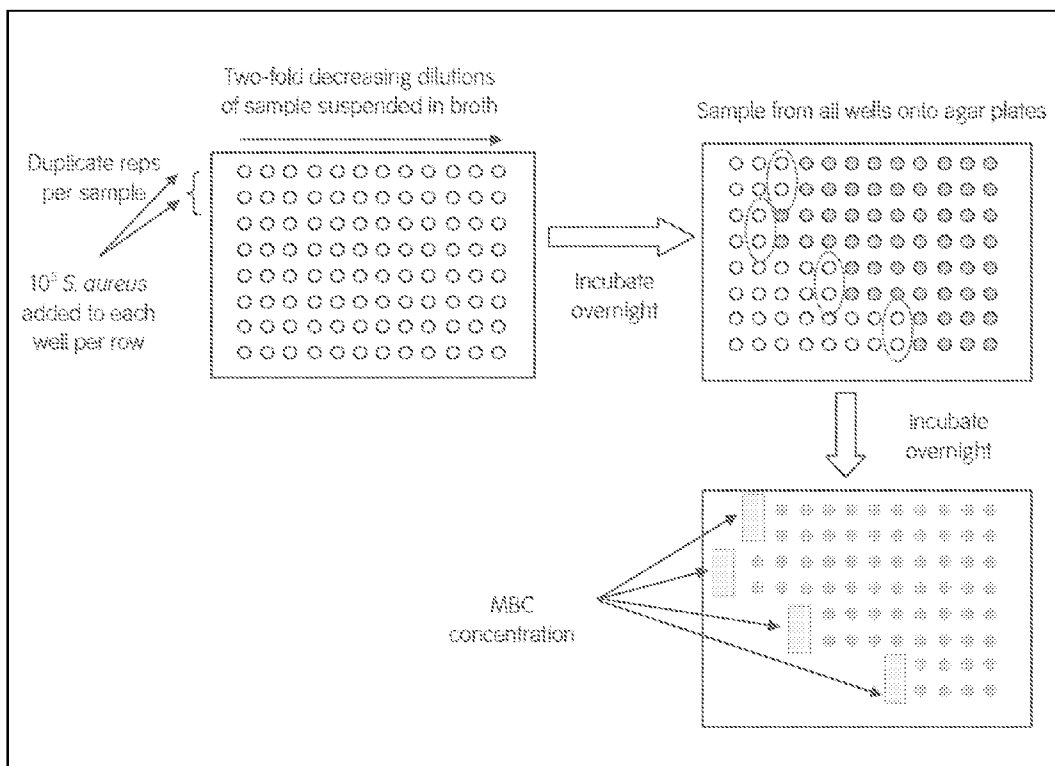 Two-fold decreasing dilutions
of sample suspended in broth
Sample from all wells onto agar plates
Duplicate reps
per sample
10⁵ S. aureus
added to each
well per row
Incubate
overnight
Incubate
overnight
MBC
concentration